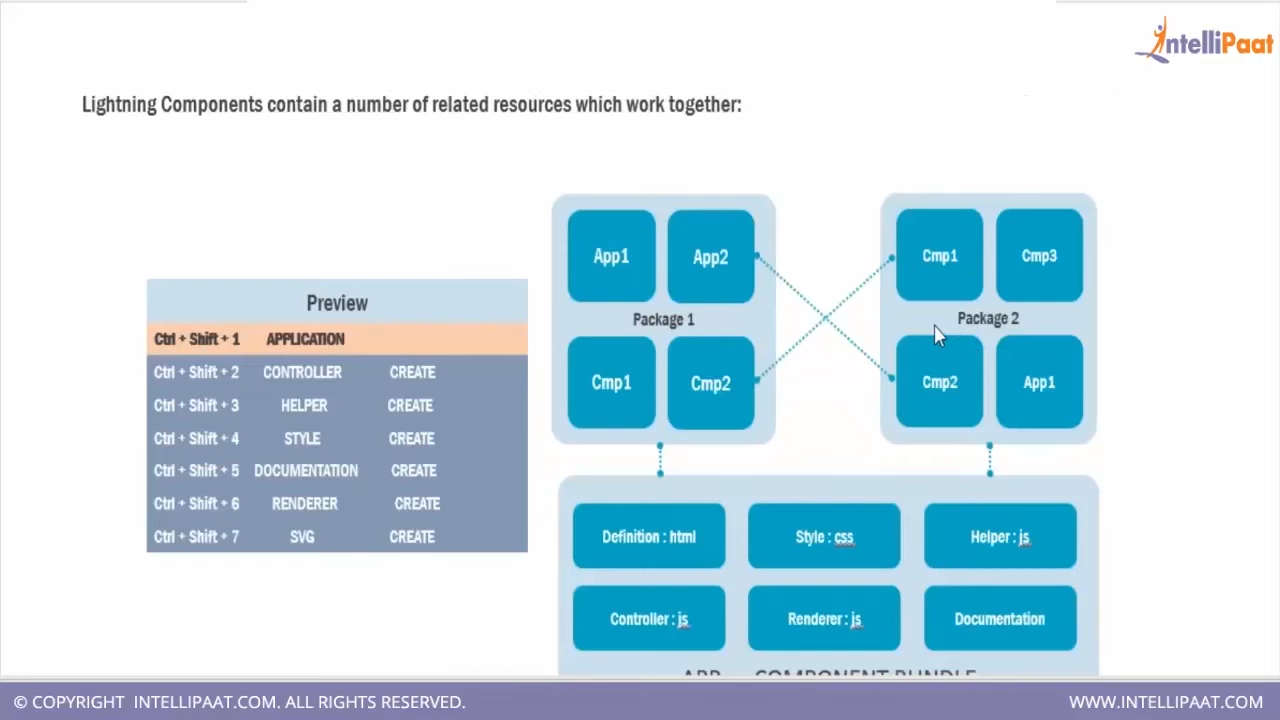 IntelliPaat
Lightning Components contain a number of related resources which work together:
Preview
Ctrl + Shift + 1 APPLICATION
Ctrl + Shift + 2 CONTROLLER CREATE
Ctrl + Shift + 3 HELPER CREATE
Ctrl + Shift + 4 STYLE CREATE
Ctrl + Shift + 5 DOCUMENTATION CREATE
Ctrl + Shift + 6 RENDERER CREATE
Ctrl + Shift + 7 SVG CREATE
App1 App2
Package 1
Cmp1 Cmp2
Cmp1 Cmp3
Package 2
Cmp2 App1
Definition : html Style : css Helper : js
Controller : js Renderer : js Documentation
APP COMPONENT BUNDLE
© COPYRIGHT INTELLIPAAT.COM. ALL RIGHTS RESERVED. WWW.INTELLIPAAT.COM